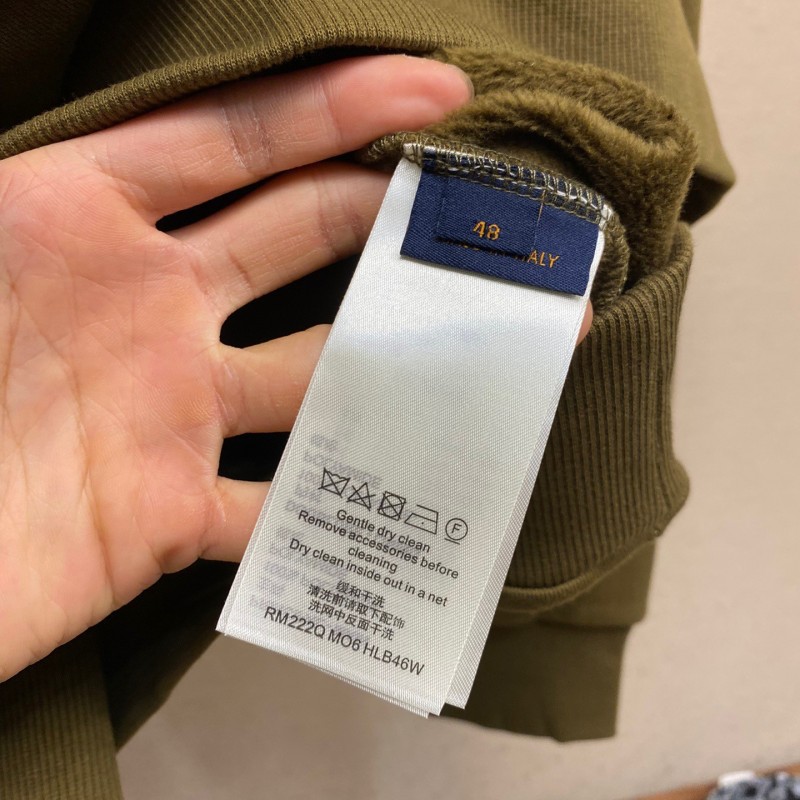 48
ALY
F
Gentle dry clean
Remove accessories before
cleaning
Dry clean inside out in a net
缓和干洗
清洗前请取下配饰
洗网中反面干洗
RM222Q MO6 HLB46W